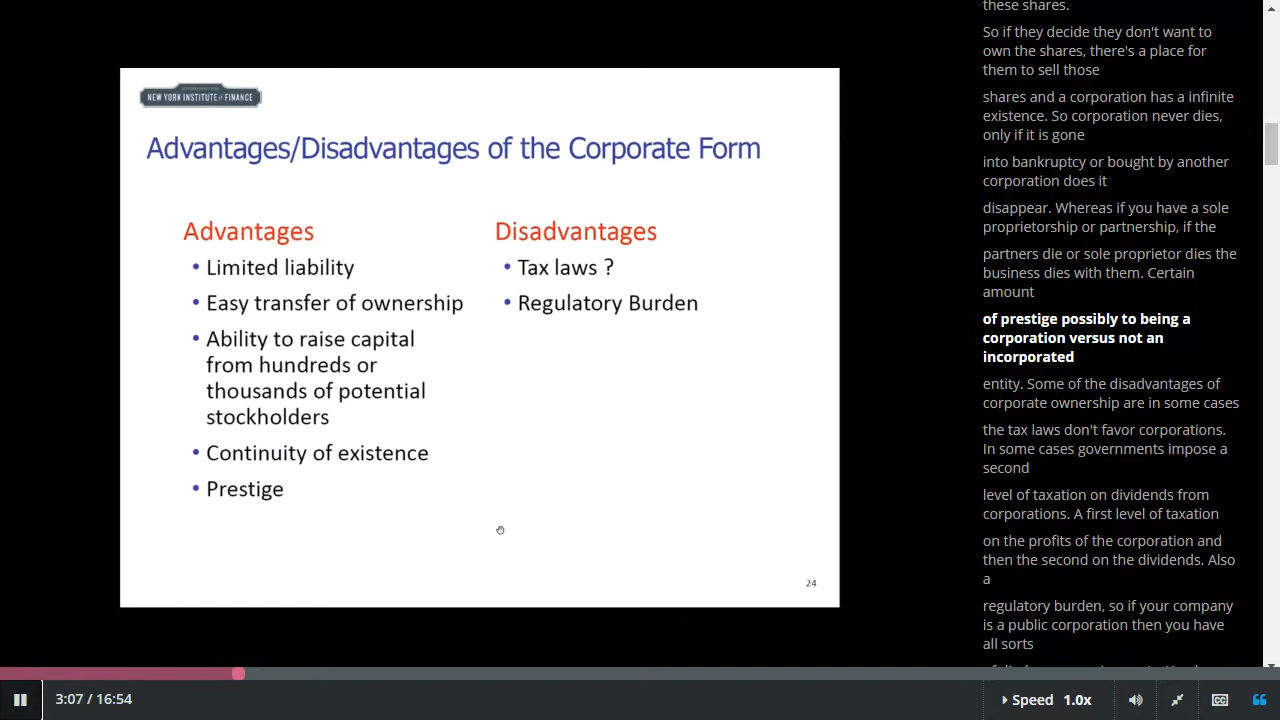 NEW YORK INSTITUTE of FINANCE
Advantages/Disadvantages of the Corporate Form
Advantages
• Limited liability
• Easy transfer of ownership
• Ability to raise capital
from hundreds or
thousands of potential
stockholders
• Continuity of existence
• Prestige
Disadvantages
• Tax laws ?
• Regulatory Burden
24
these shares.
So if they decide they don't want to
own the shares, there's a place for
them to sell those
shares and a corporation has a infinite
existence. So corporation never dies,
only if it is gone
into bankruptcy or bought by another
corporation does it
disappear. Whereas if you have a sole
proprietorship or partnership, if the
partners die or sole proprietor dies the
business dies with them. Certain
amount
of prestige possibly to being a
corporation versus not an
incorporated
entity. Some of the disadvantages of
corporate ownership are in some cases
the tax laws don't favor corporations.
In some cases governments impose a
second
level of taxation on dividends from
corporations. A first level of taxation
on the profits of the corporation and
then the second on the dividends. Also
a
regulatory burden, so if your company
is a public corporation then you have
all sorts
3:07 / 16:54
Speed 1.0x
CC